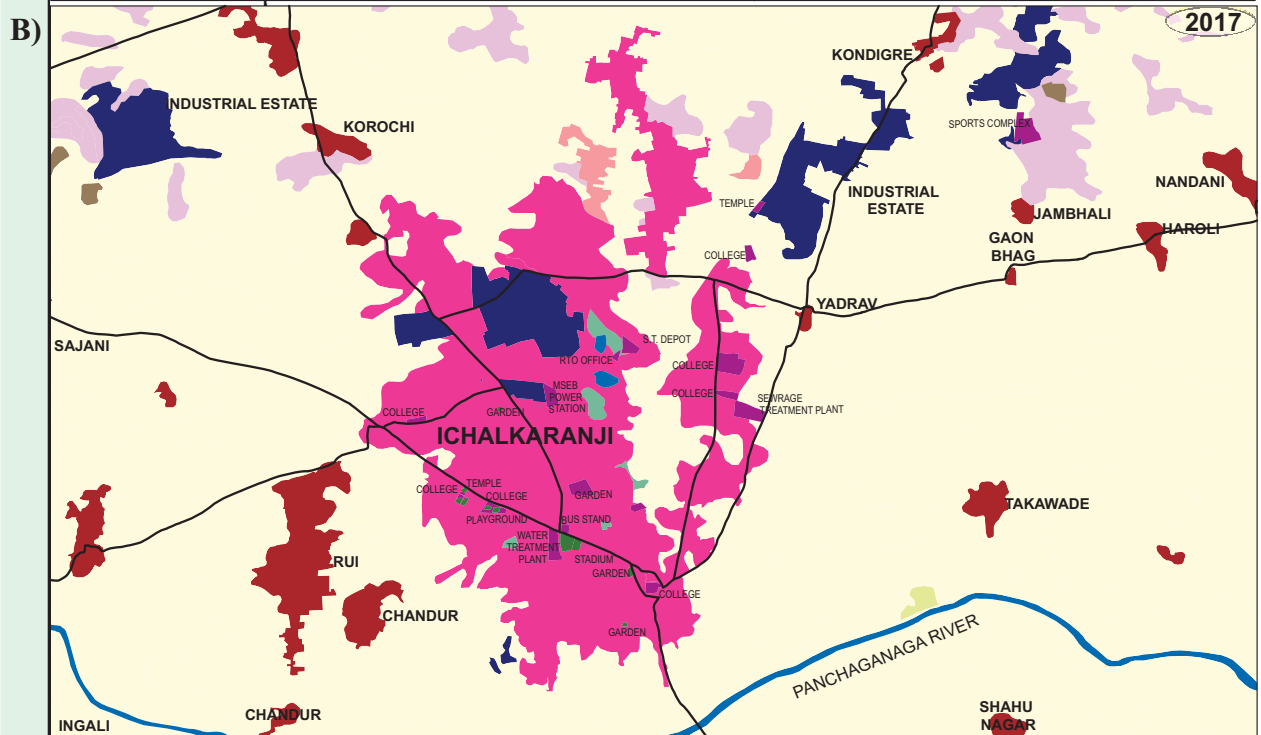 B)
2017
KONDIGRE
INDUSTRIAL ESTATE
KOROCHI
SPORTS COMPLEX
NANDANI
INDUSTRIAL
ESTATE
TEMPLE
JAMBHALI
HAROLI
GAON
BHAG
COLLEGE
YADRAV
SAJANI
S.T. DEPOT
RTO OFFICE
COLLEGE
MSEB
POWER
STATION
COLLEGE
SEWRAGE
TREATMENT PLANT
COLLEGE
GARDEN
ICHALKARANJI
TEMPLE
COLLEGE
COLLEGE
GARDEN
TAKAWADE
PLAYGROUND
BUS STAND
WATER
TREATMENT
PLANT
STADIUM
GARDEN
RUI
COLLEGE
CHANDUR
GARDEN
PANCHAGANAGA RIVER
CHANDUR
INGALI
SHAHU
NAGAR